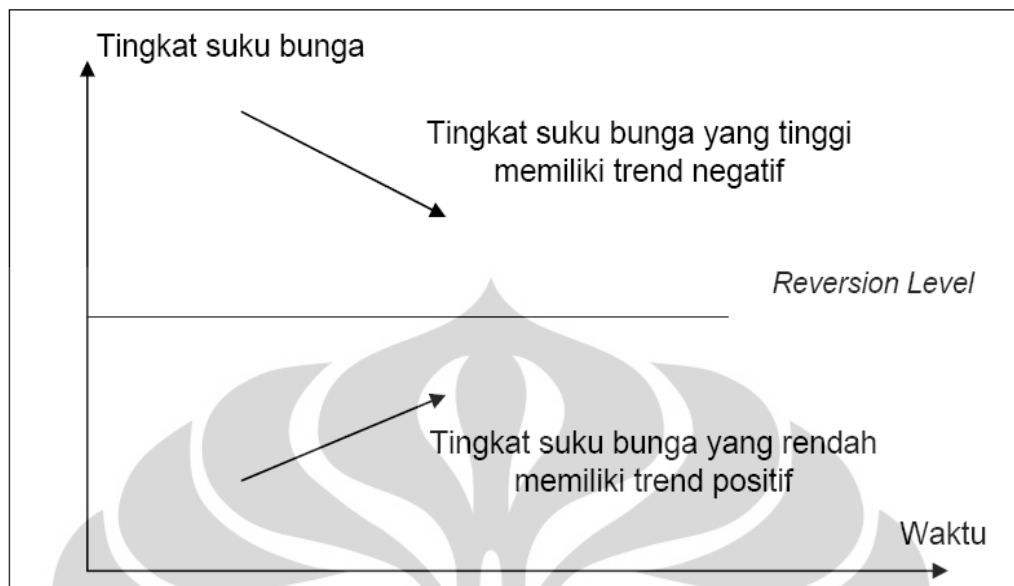 Tingkat suku bunga
Tingkat suku bunga yang tinggi
memiliki trend negatif
Reversion Level
Tingkat suku bunga yang rendah
memiliki trend positif
Waktu